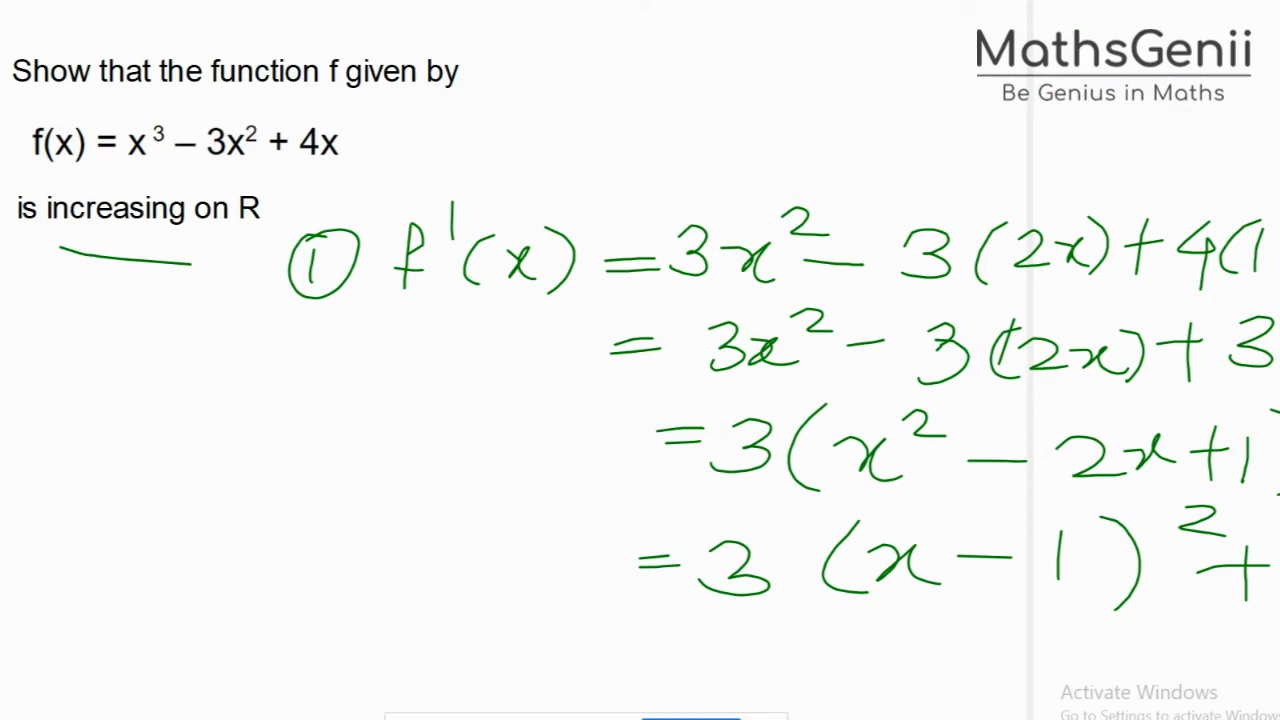 MathsGenii
Be Genius in Maths
Show that the function f given by
f(x) = x³ – 3x² + 4x
is increasing on R
① f'(x) = 3x² – 3(2x) + 4(1
= 3x² – 3(2x) + 3
= 3(x² – 2x + 1)
= 3 (x – 1)² +
Activate Windows
Go to Settings to activate Windows